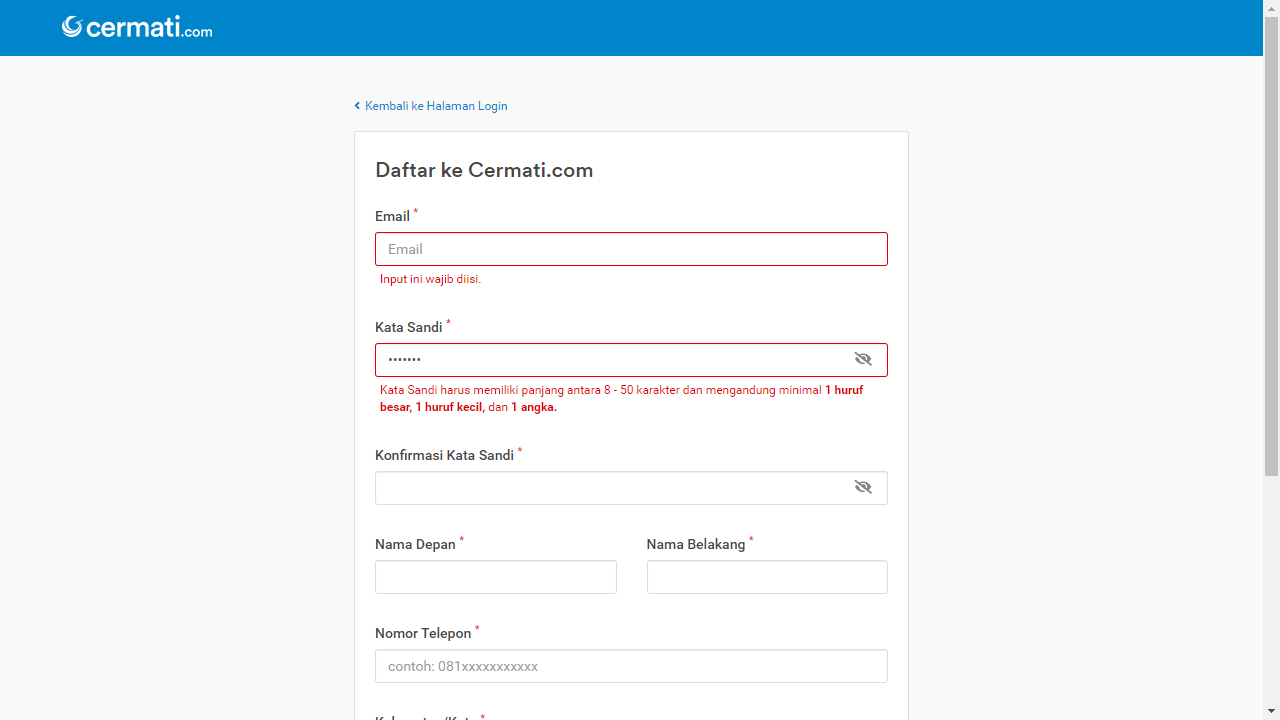 cermati.com
Kembali ke Halaman Login
Daftar ke Cermati.com
Email *
Email
Input ini wajib diisi.
Kata Sandi *
•••••••
Kata Sandi harus memiliki panjang antara 8 - 50 karakter dan mengandung minimal 1 huruf
besar, 1 huruf kecil, dan 1 angka.
Konfirmasi Kata Sandi *
Nama Depan *
Nama Belakang *
Nomor Telepon *
contoh: 081xxxxxxxxxxx